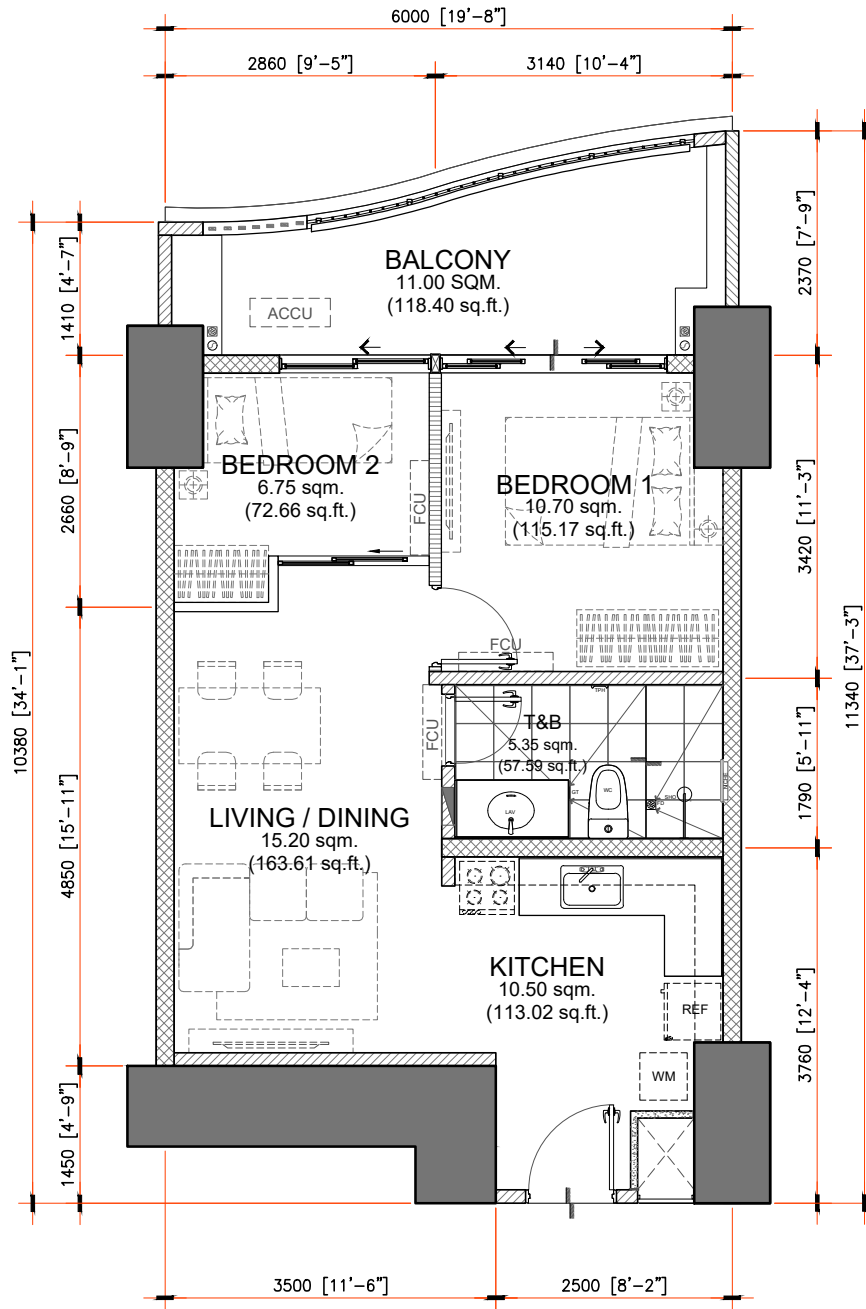 6000 [19'-8"]
2860 [9'-5"]
3140 [10'-4"]
1410 [4'-7"]
2370 [7'-9"]
BALCONY
11.00 SQM.
(118.40 sq.ft.)
ACCU
2660 [8'-9"]
BEDROOM 2
6.75 sqm.
(72.66 sq.ft.)
FCU
BEDROOM 1
10.70 sqm.
(115.17 sq.ft.)
3420 [11'-3"]
FCU
10380 [34'-1"]
11340 [37'-3"]
TPH
T&B
5.35 sqm.
(57.59 sq.ft.)
FCU
GT
WC
SHO
FD
NICHE
LAV
1790 [5'-11"]
LIVING / DINING
15.20 sqm.
(163.61 sq.ft.)
4850 [15'-11"]
KITCHEN
10.50 sqm.
(113.02 sq.ft.)
REF
WM
3760 [12'-4"]
1450 [4'-9"]
3500 [11'-6"]
2500 [8'-2"]